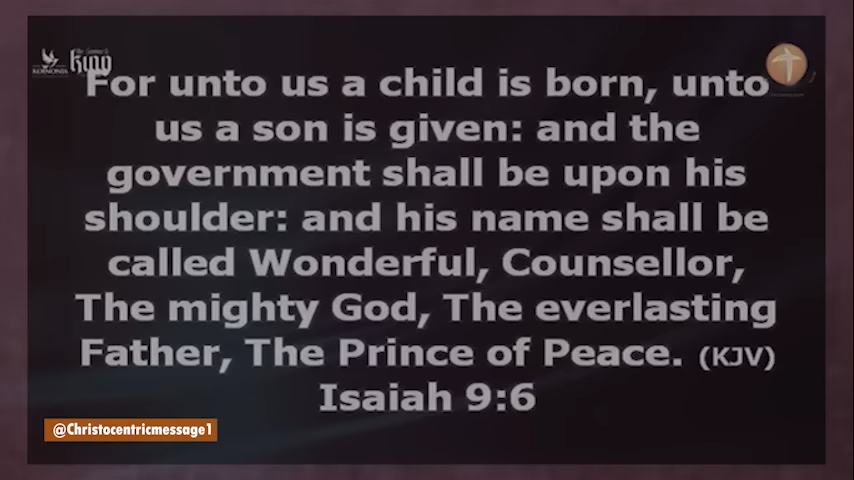 KOINONIA
King
For unto us a child is born, unto
us a son is given: and the
government shall be upon his
shoulder: and his name shall be
called Wonderful, Counsellor,
The mighty God, The everlasting
Father, The Prince of Peace. (KJV)
Isaiah 9:6
@Christocentricmessage1